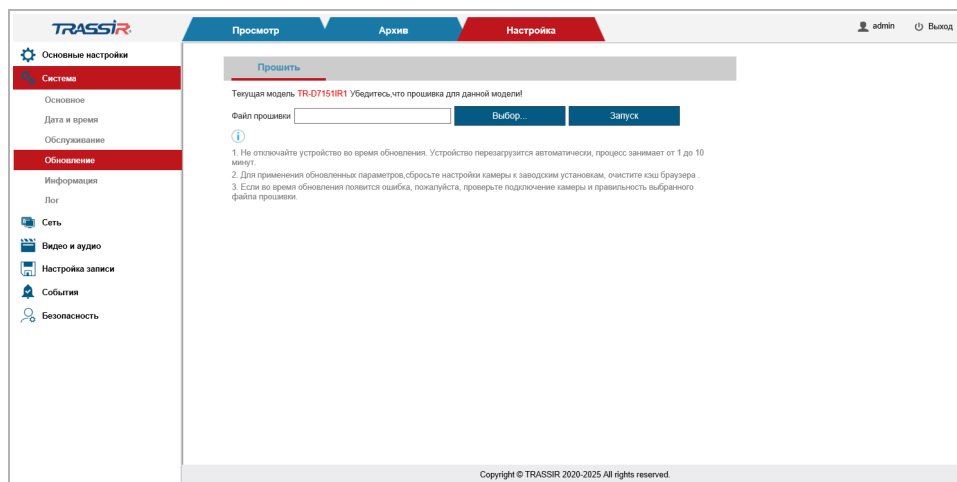 TRASSIR
Просмотр
Архив
Настройка
admin
Выход
Основные настройки
Система
Основное
Дата и время
Обслуживание
Обновление
Информация
Лог
Сеть
Видео и аудио
Настройка записи
События
Безопасность
Прошить
Текущая модель TR-D7151IR1 Убедитесь,что прошивка для данной модели!
Файл прошивки
Выбор...
Запуск
1. Не отключайте устройство во время обновления. Устройство перезагрузится автоматически, процесс занимает от 1 до 10
минут.
2. Для применения обновленных параметров,сбросьте настройки камеры к заводским установкам, очистите кэш браузера .
3. Если во время обновления появится ошибка, пожалуйста, проверьте подключение камеры и правильность выбранного
файла прошивки.
Copyright © TRASSIR 2020-2025 All rights reserved.